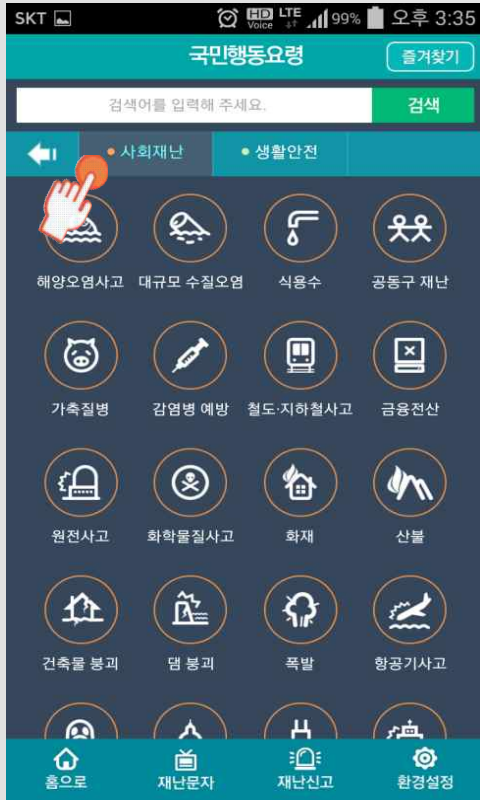 SKT HD Voice LTE 99% 오후 3:35
국민행동요령 즐겨찾기
검색어를 입력해 주세요. 검색
사회재난 생활안전
해양오염사고 대규모 수질오염 식용수 공동구 재난
가축질병 감염병 예방 철도·지하철사고 금융전산
원전사고 화학물질사고 화재 산불
건축물 붕괴 댐 붕괴 폭발 항공기사고
홈으로 재난문자 재난신고 환경설정